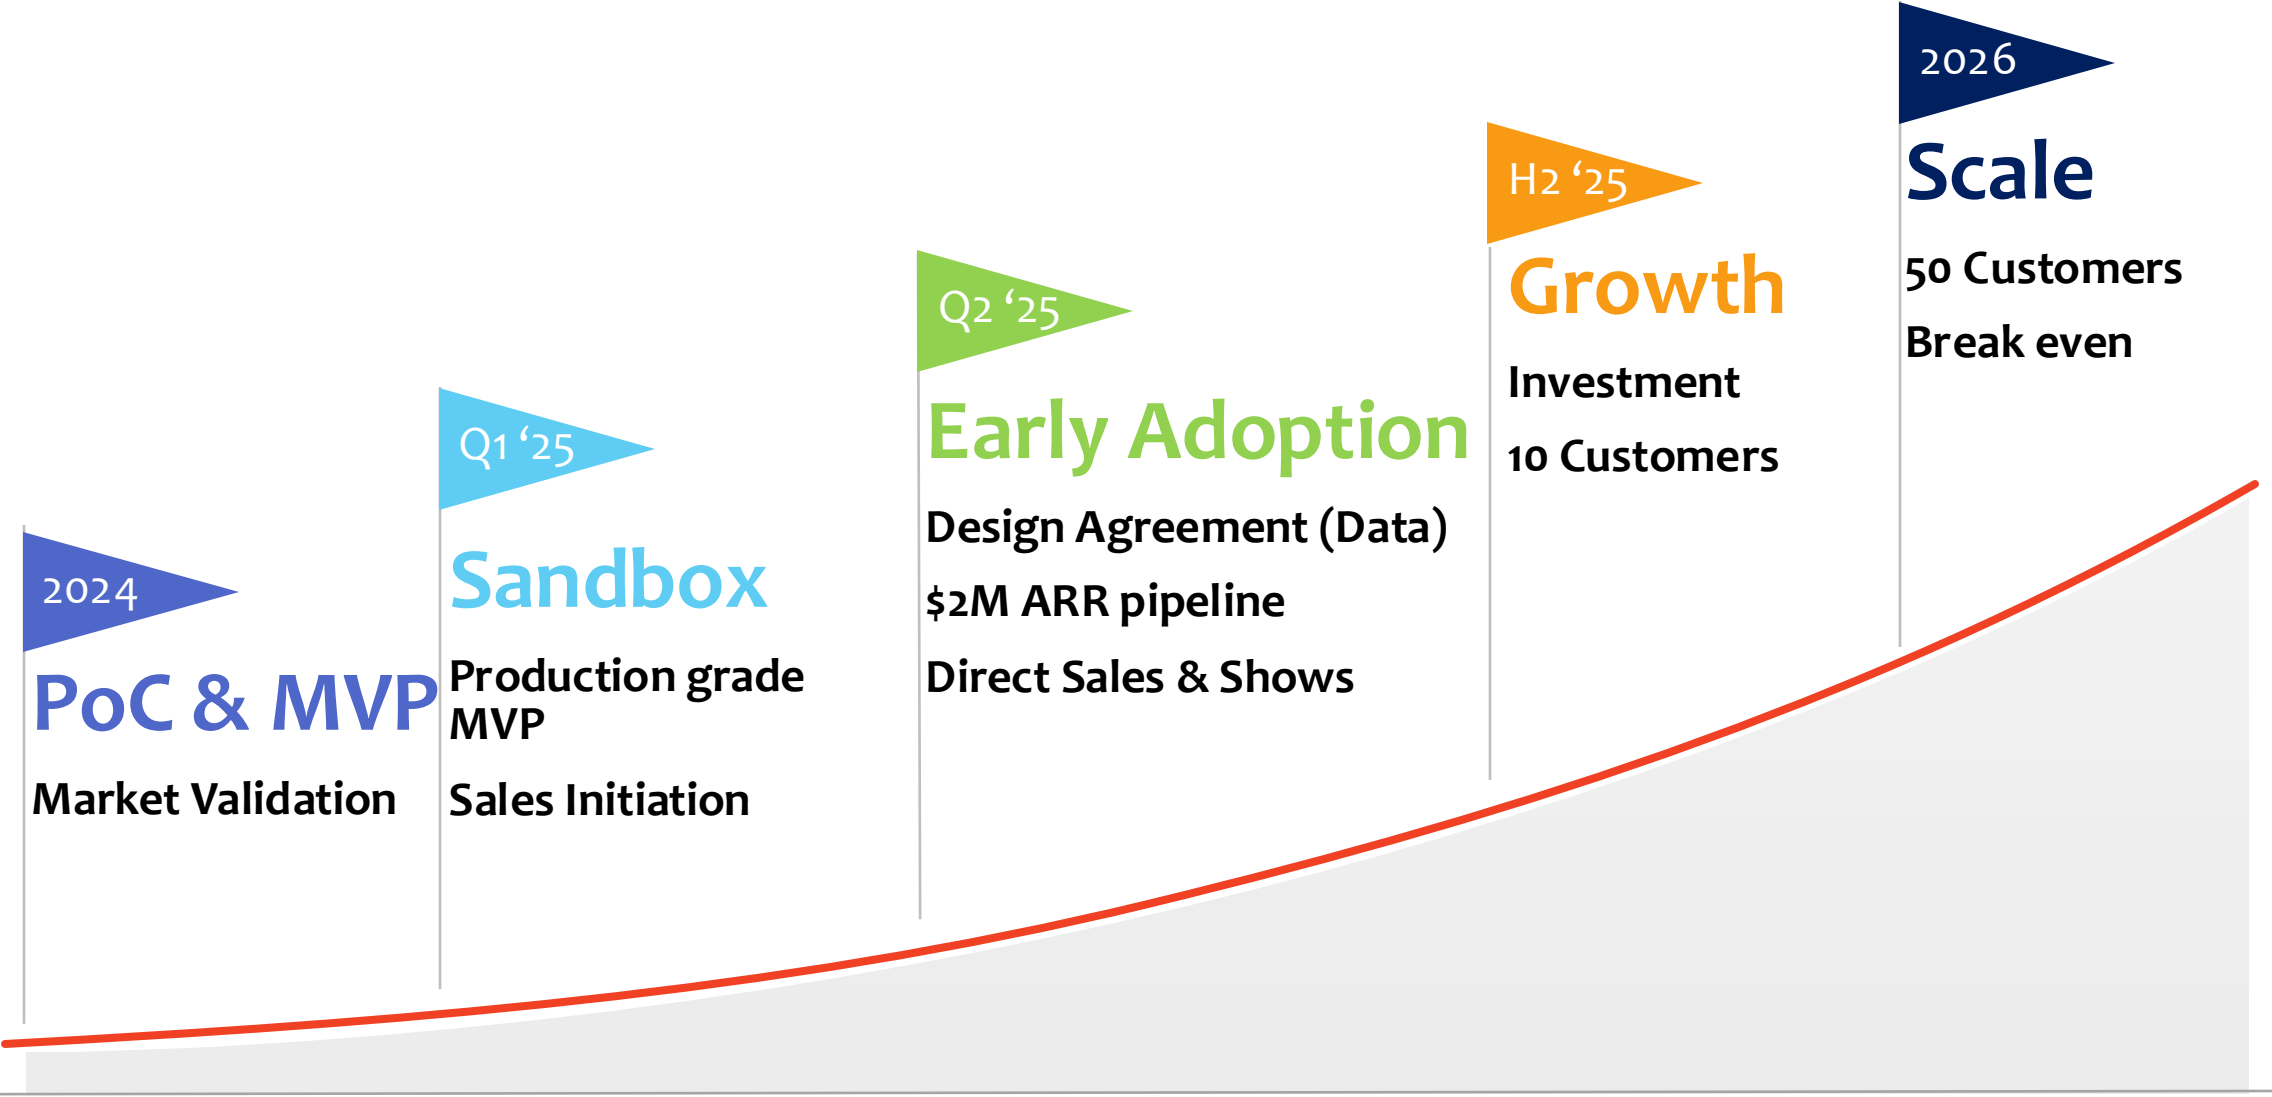 2024
PoC & MVP
Market Validation
Q1 ‘25
Sandbox
Production grade
MVP
Sales Initiation
Q2 ‘25
Early Adoption
Design Agreement (Data)
$2M ARR pipeline
Direct Sales & Shows
H2 ‘25
Growth
Investment
10 Customers
2026
Scale
50 Customers
Break even